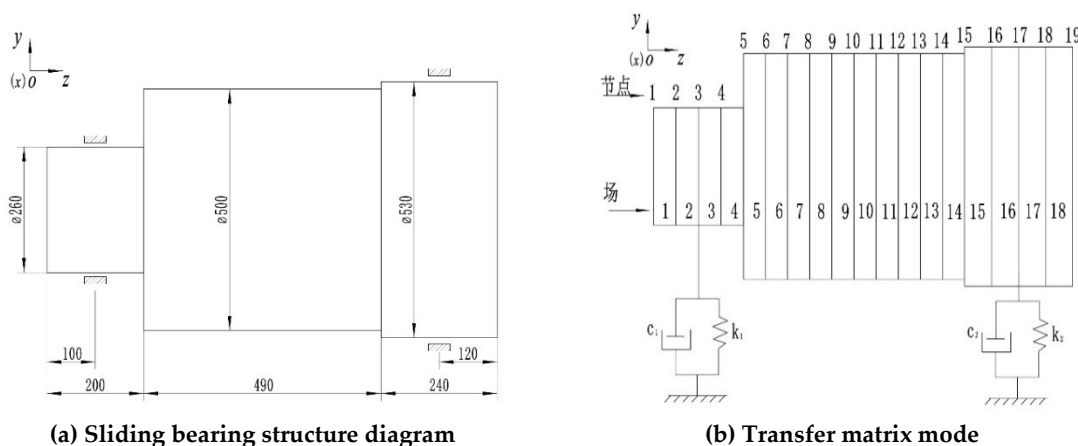 y
(x) o z
ø260
ø500
ø530
100
120
200 490 240
(a) Sliding bearing structure diagram
y
(x) o z
节点
1 2 3 4 5 6 7 8 9 10 11 12 13 14 15 16 17 18 19
场
1 2 3 4 5 6 7 8 9 10 11 12 13 14 15 16 17 18
c₁ k₁
c₂ k₂
(b) Transfer matrix mode